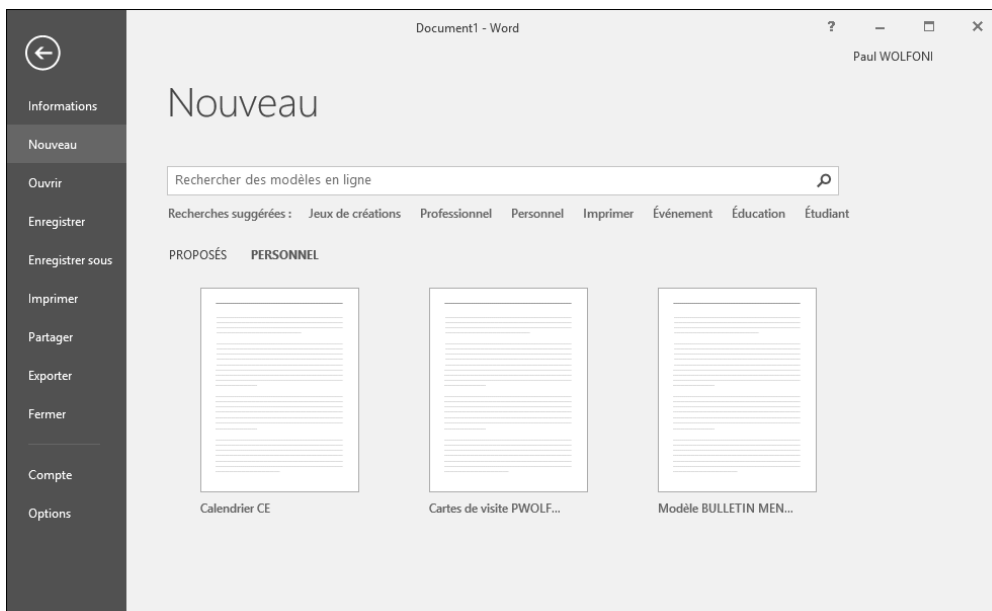 Document1 - Word
?
Paul WOLFONI
Informations
Nouveau
Ouvrir
Enregistrer
Enregistrer sous
Imprimer
Partager
Exporter
Fermer
Compte
Options
Nouveau
Rechercher des modèles en ligne
Recherches suggérées : Jeux de créations Professionnel Personnel Imprimer Événement Éducation Étudiant
PROPOSÉS PERSONNEL
Calendrier CE Cartes de visite PWOLF... Modèle BULLETIN MEN...